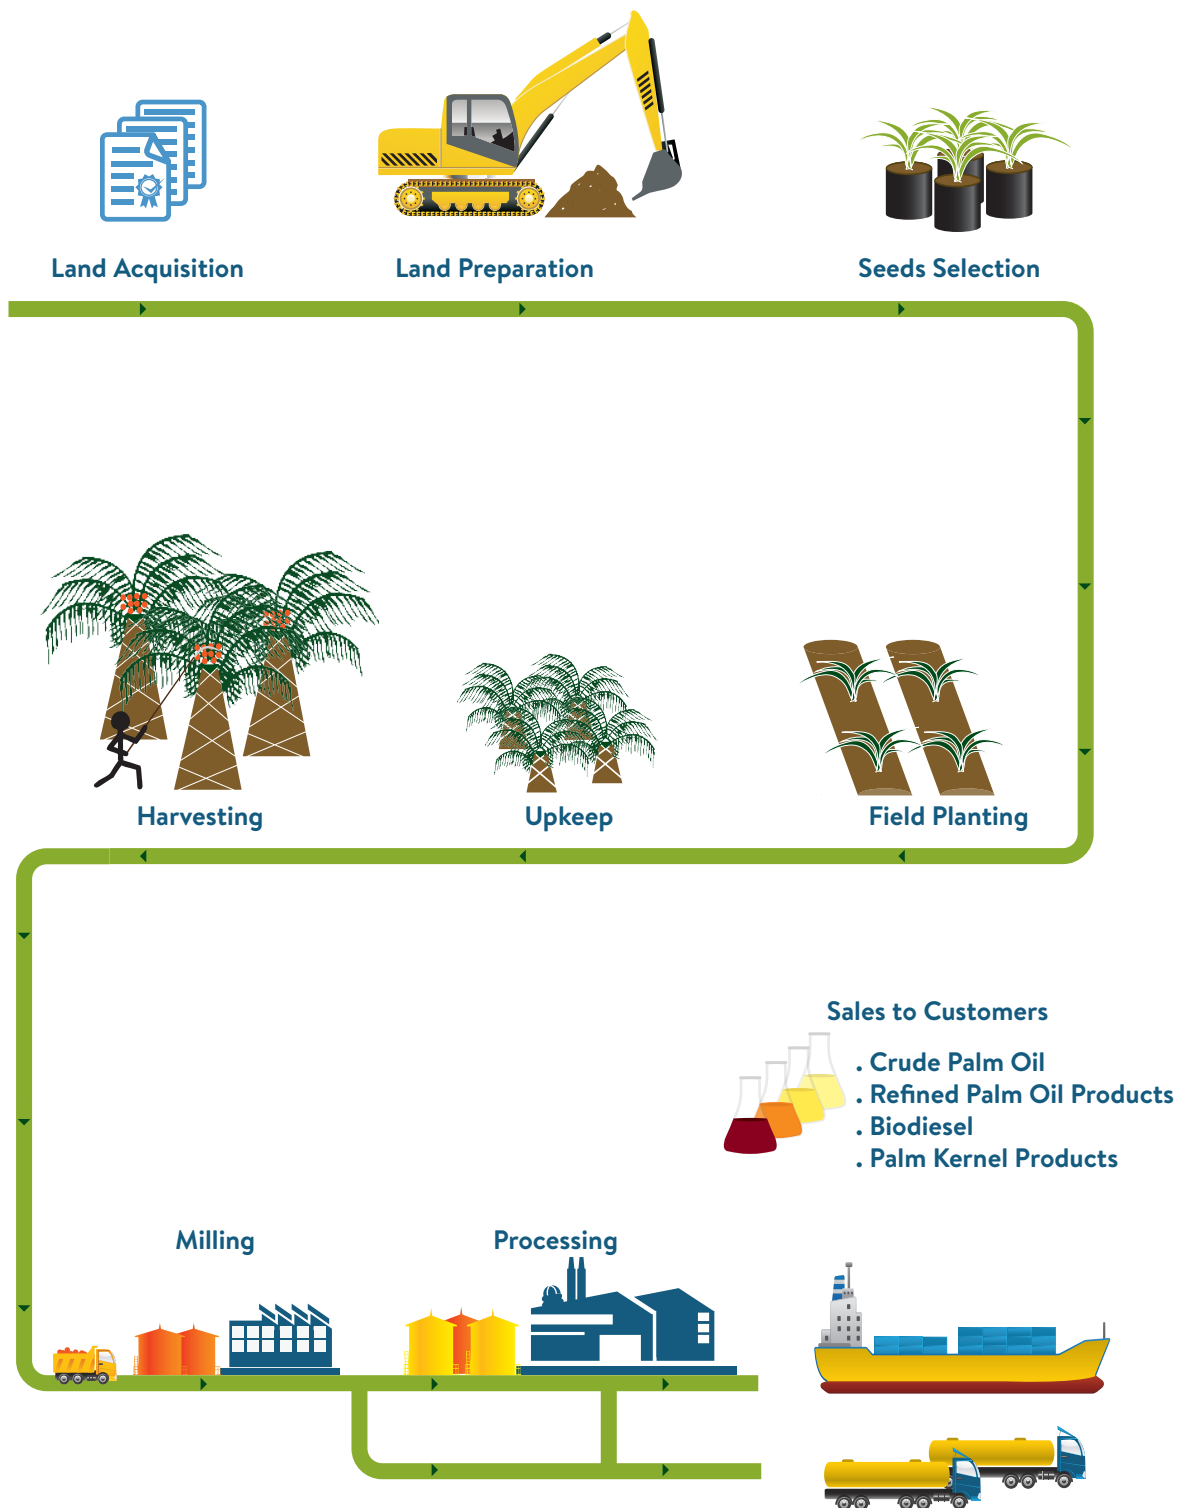 Land Acquisition
Land Preparation
Seeds Selection
Harvesting
Upkeep
Field Planting
Sales to Customers
. Crude Palm Oil
. Refined Palm Oil Products
. Biodiesel
. Palm Kernel Products
Milling
Processing